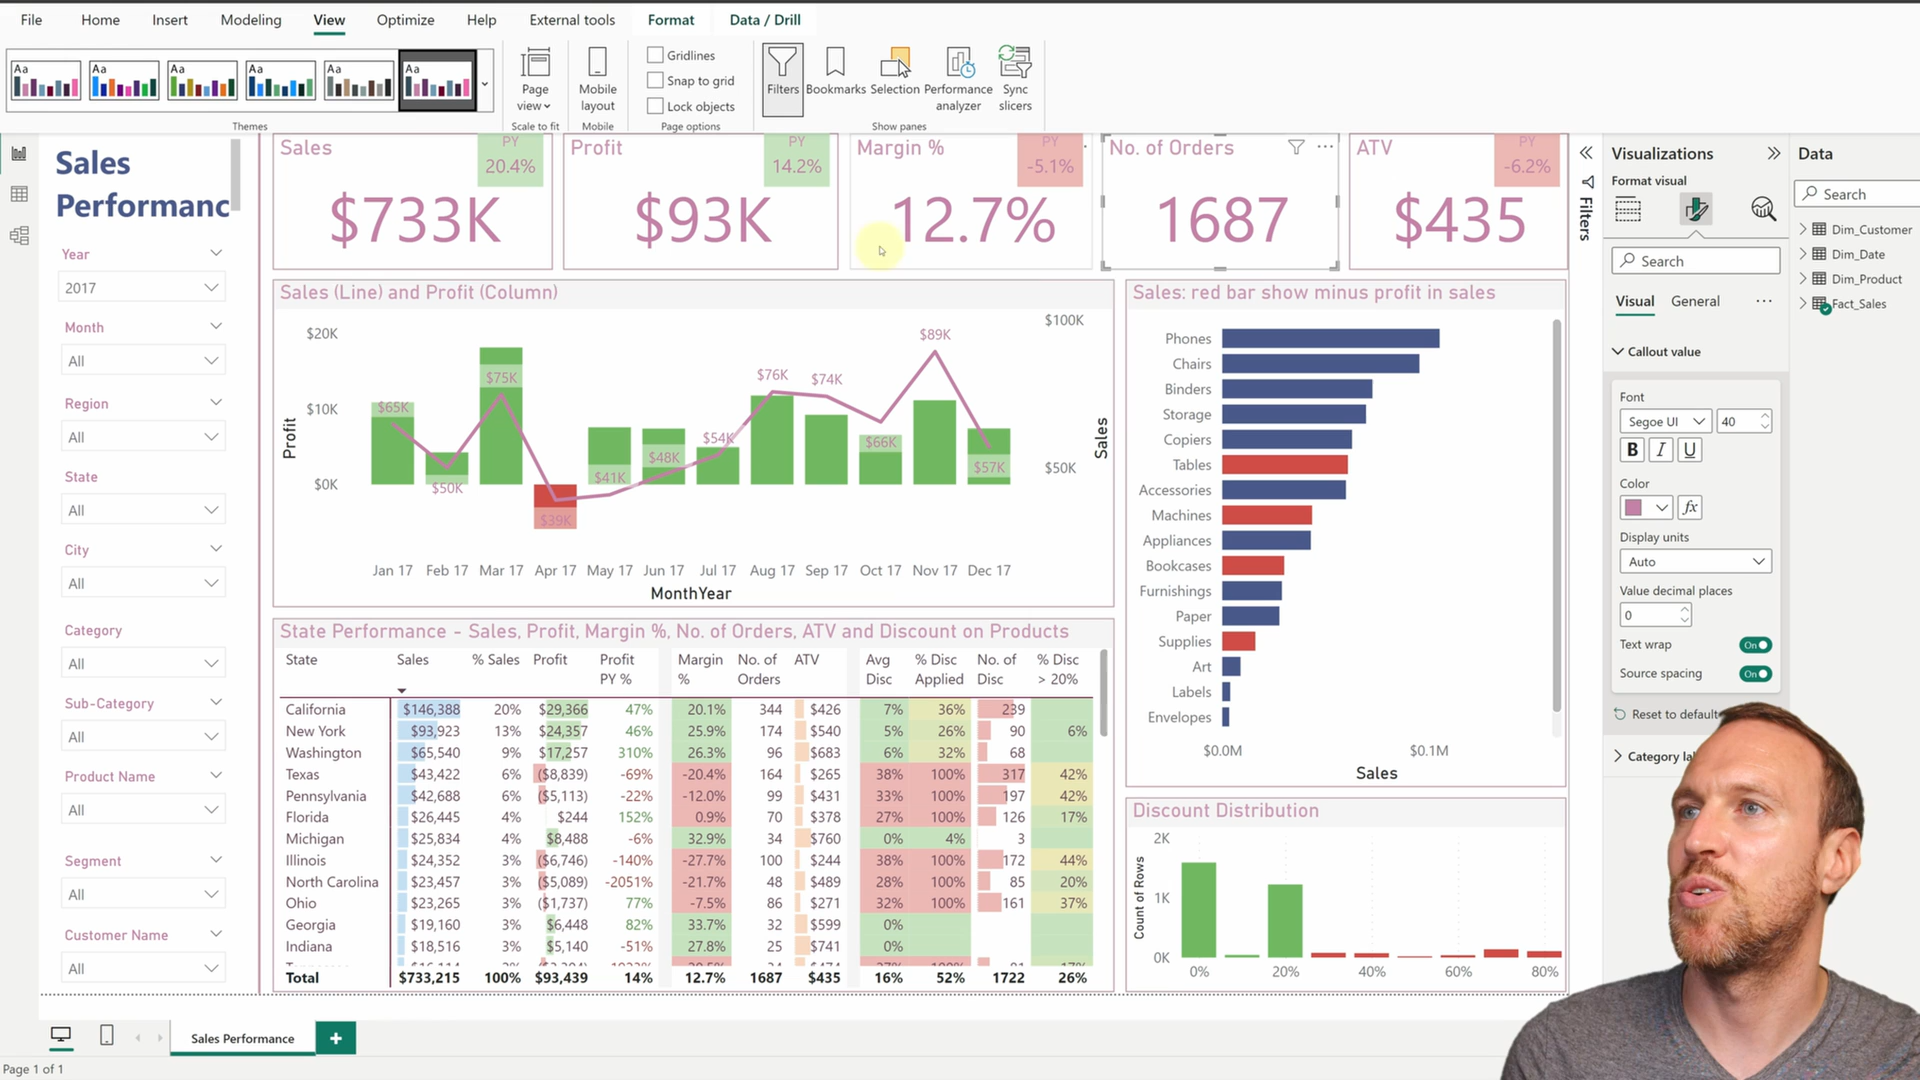 File Home Insert Modeling View Optimize Help External tools Format Data / Drill
Aa Aa Aa Aa Aa Aa
Page view
Mobile layout
Gridlines
Snap to grid
Lock objects
Filters
Bookmarks
Selection
Performance analyzer
Sync slicers
Themes
Scale to fit
Mobile
Page options
Show panes
Sales
Performanc
Year
2017
Month
All
Region
All
State
All
City
All
Category
All
Sub-Category
All
Product Name
All
Segment
All
Customer Name
All
Sales
PY
20.4%
$733K
Profit
PY
14.2%
$93K
Margin %
PY
-5.1%
12.7%
No. of Orders
1687
ATV
PY
-6.2%
$435
Sales (Line) and Profit (Column)
$20K
$10K
$0K
Profit
$100K
$50K
Sales
$65K
$50K
$75K
$39K
$41K
$48K
$54K
$76K
$74K
$66K
$89K
$57K
Jan 17 Feb 17 Mar 17 Apr 17 May 17 Jun 17 Jul 17 Aug 17 Sep 17 Oct 17 Nov 17 Dec 17
MonthYear
Sales: red bar show minus profit in sales
Phones
Chairs
Binders
Storage
Copiers
Tables
Accessories
Machines
Appliances
Bookcases
Furnishings
Paper
Supplies
Art
Labels
Envelopes
$0.0M $0.1M
Sales
State Performance - Sales, Profit, Margin %, No. of Orders, ATV and Discount on Products
State Sales % Sales Profit Profit PY % Margin % No. of Orders ATV Avg Disc % Disc Applied No. of Disc % Disc > 20%
California $146,388 20% $29,366 47% 20.1% 344 $426 7% 36% 239
New York $93,923 13% $24,357 46% 25.9% 174 $540 5% 26% 90 6%
Washington $65,540 9% $17,257 310% 26.3% 96 $683 6% 32% 68
Texas $43,422 6% ($8,839) -69% -20.4% 164 $265 38% 100% 317 42%
Pennsylvania $42,688 6% ($5,113) -22% -12.0% 99 $431 33% 100% 197 42%
Florida $26,445 4% $244 152% 0.9% 70 $378 27% 100% 126 17%
Michigan $25,834 4% $8,488 -6% 32.9% 34 $760 0% 4% 3
Illinois $24,352 3% ($6,746) -140% -27.7% 100 $244 38% 100% 172 44%
North Carolina $23,457 3% ($5,089) -2051% -21.7% 48 $489 28% 100% 85 20%
Ohio $23,265 3% ($1,737) 77% -7.5% 86 $271 32% 100% 161 37%
Georgia $19,160 3% $6,448 82% 33.7% 32 $599 0%
Indiana $18,516 3% $5,140 -51% 27.8% 25 $741 0%
Total $733,215 100% $93,439 14% 12.7% 1687 $435 16% 52% 1722 26%
Discount Distribution
2K
1K
0K
Count of Rows
0% 20% 40% 60% 80%
Filters
Visualizations
Format visual
Search
Visual General
Callout value
Font
Segoe UI 40
B I U
Color
fx
Display units
Auto
Value decimal places
0
Text wrap On
Source spacing On
Reset to default
Category la
Data
Search
Dim_Customer
Dim_Date
Dim_Product
Fact_Sales
Sales Performance
+
Page 1 of 1